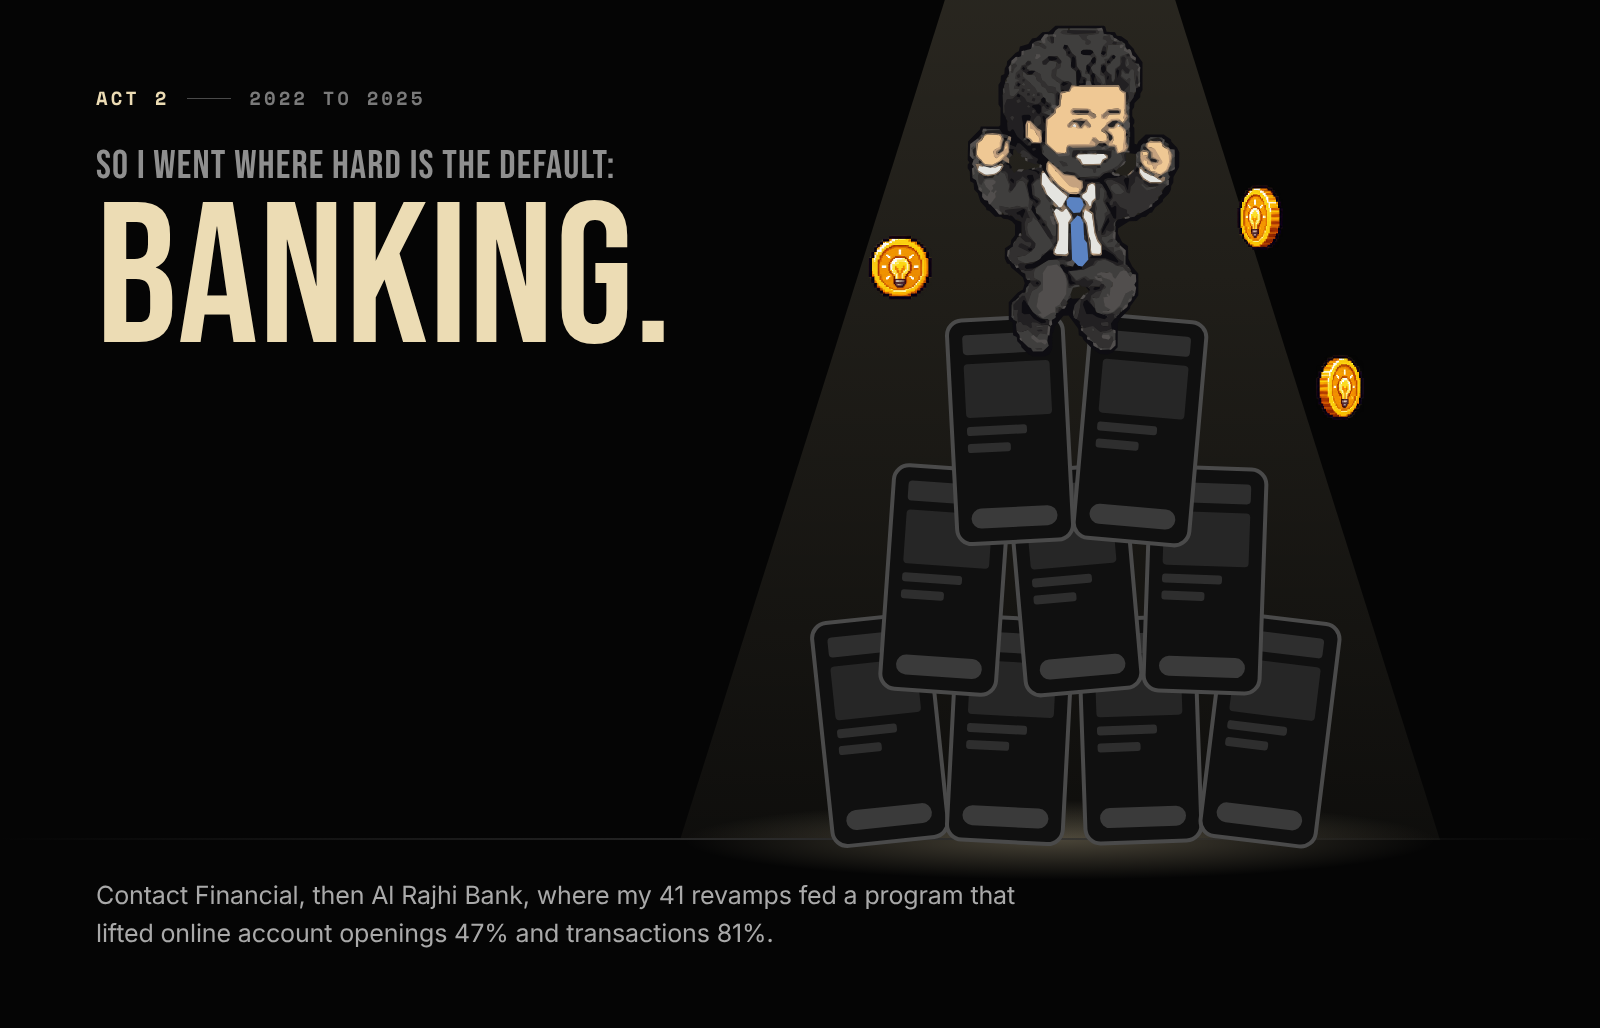 ACT 2 2022 TO 2025
SO I WENT WHERE HARD IS THE DEFAULT:
BANKING.
Contact Financial, then Al Rajhi Bank, where my 41 revamps fed a program that
lifted online account openings 47% and transactions 81%.